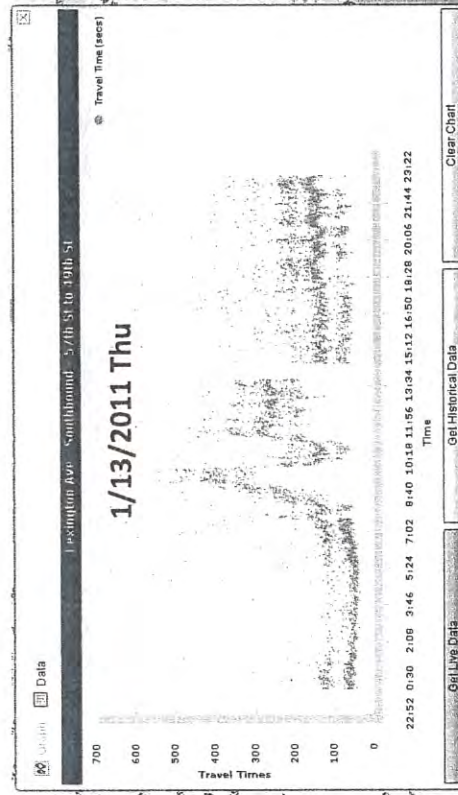 Graph Data
Lexington Ave Southbound - 57th St to 49th St
Travel Time (secs)
1/13/2011 Thu
700
600
500
400
300
200
100
0
Travel Times
22:52 0:30 2:08 3:46 5:24 7:02 8:40 10:18 11:56 13:34 15:12 16:50 18:28 20:06 21:44 23:22
Time
Get Live Data Get Historical Data Clear Chart